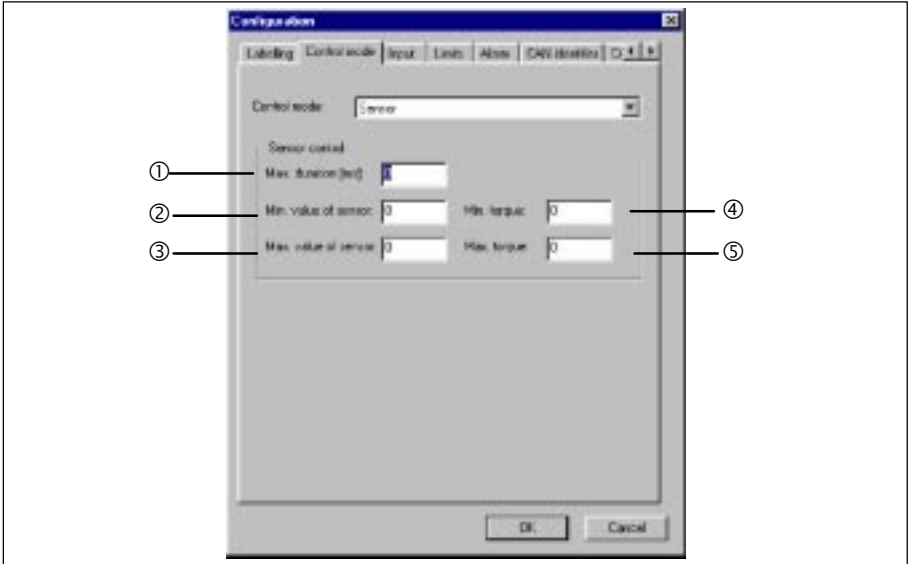 Configuration
Labeling Control mode Input Limits Alarm CAN identifier
Control mode: Sensor
Sensor control
① Max. duration [ms]: 0
② Min. value of sensor: 0 Min. torque: 0 ④
③ Max. value of sensor: 0 Max. torque: 0 ⑤
OK Cancel